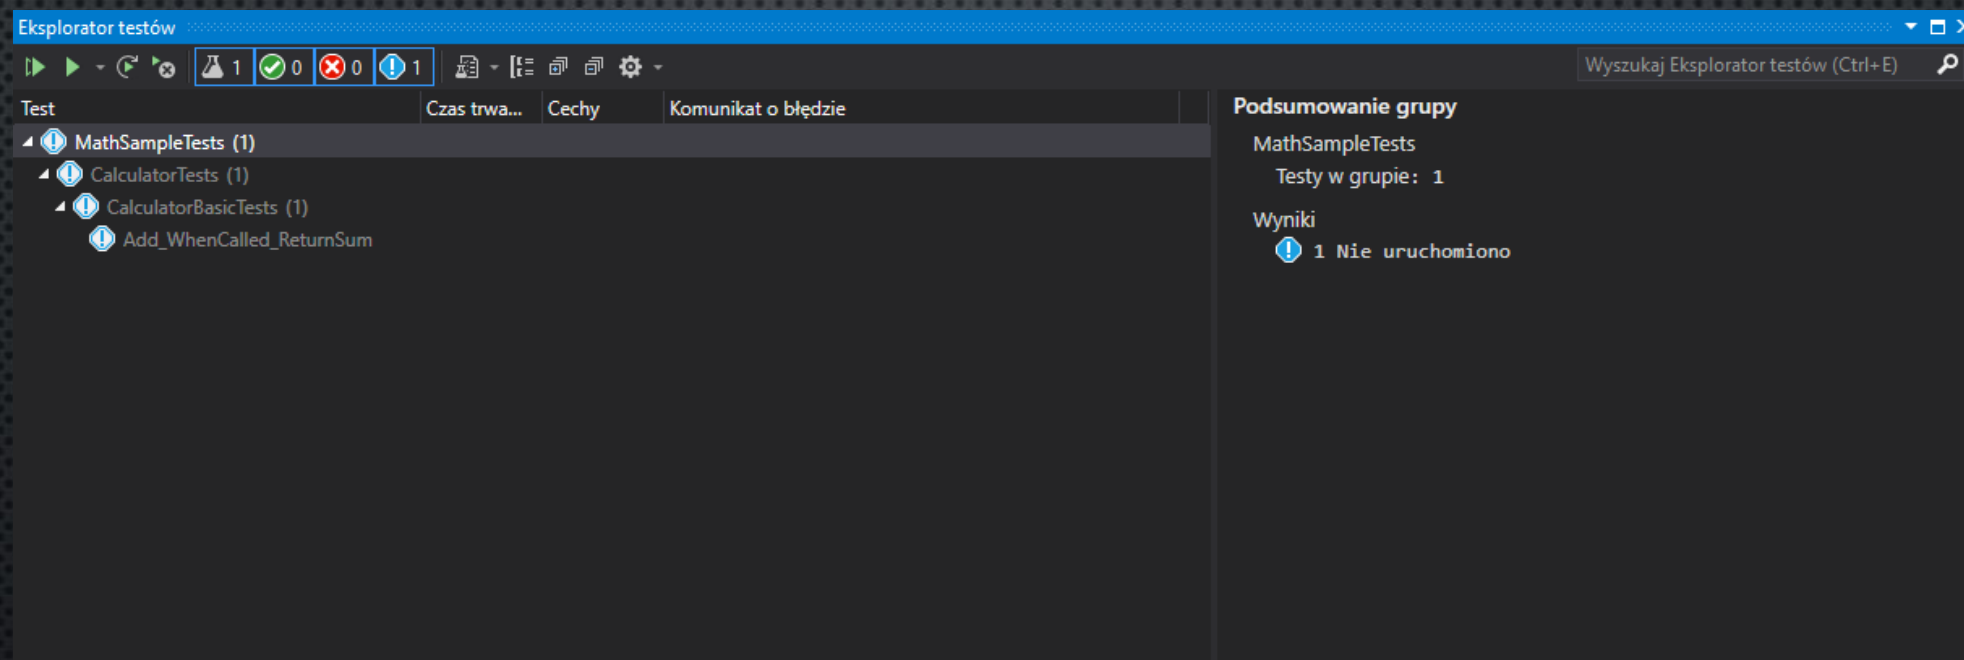 Eksplorator testów
1 0 0 1 Wyszukaj Eksplorator testów (Ctrl+E)
Test Czas trwa... Cechy Komunikat o błędzie
MathSampleTests (1)
CalculatorTests (1)
CalculatorBasicTests (1)
Add_WhenCalled_ReturnSum
Podsumowanie grupy
MathSampleTests
Testy w grupie: 1
Wyniki
1 Nie uruchomiono